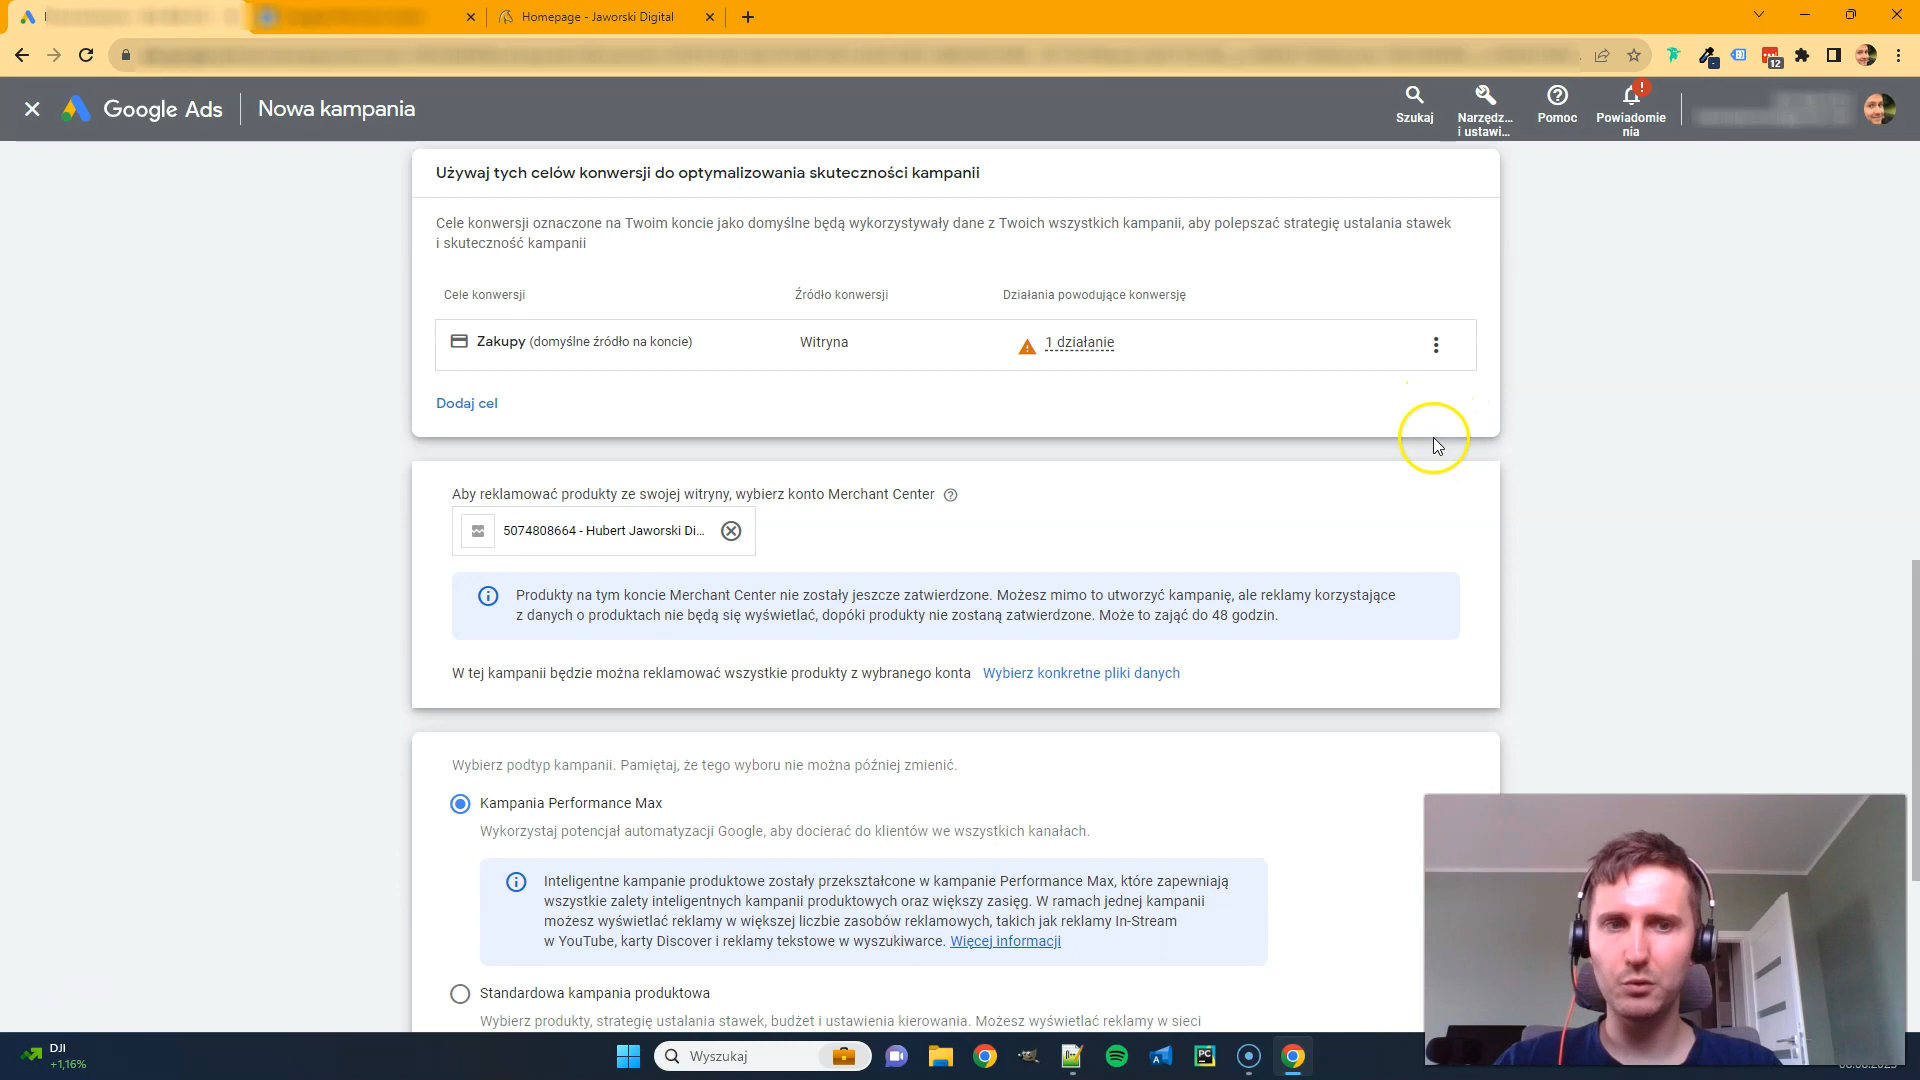 Homepage - Jaworski Digital
Google Ads
Nowa kampania
Szukaj
Narzędz...
i ustawi...
Pomoc
Powiadomie
nia
12
Używaj tych celów konwersji do optymalizowania skuteczności kampanii
Cele konwersji oznaczone na Twoim koncie jako domyślne będą wykorzystywały dane z Twoich wszystkich kampanii, aby polepszać strategię ustalania stawek
i skuteczność kampanii
Cele konwersji
Źródło konwersji
Działania powodujące konwersję
Zakupy (domyślne źródło na koncie)
Witryna
1 działanie
Dodaj cel
Aby reklamować produkty ze swojej witryny, wybierz konto Merchant Center
5074808664 - Hubert Jaworski Di...
Produkty na tym koncie Merchant Center nie zostały jeszcze zatwierdzone. Możesz mimo to utworzyć kampanię, ale reklamy korzystające
z danych o produktach nie będą się wyświetlać, dopóki produkty nie zostaną zatwierdzone. Może to zająć do 48 godzin.
W tej kampanii będzie można reklamować wszystkie produkty z wybranego konta Wybierz konkretne pliki danych
Wybierz podtyp kampanii. Pamiętaj, że tego wyboru nie można później zmienić.
Kampania Performance Max
Wykorzystaj potencjał automatyzacji Google, aby docierać do klientów we wszystkich kanałach.
Inteligentne kampanie produktowe zostały przekształcone w kampanie Performance Max, które zapewniają
wszystkie zalety inteligentnych kampanii produktowych oraz większy zasięg. W ramach jednej kampanii
możesz wyświetlać reklamy w większej liczbie zasobów reklamowych, takich jak reklamy In-Stream
w YouTube, karty Discover i reklamy tekstowe w wyszukiwarce. Więcej informacji
Standardowa kampania produktowa
Wybierz produkty, strategię ustalania stawek, budżet i ustawienia kierowania. Możesz wyświetlać reklamy w sieci
DJI
+1,16%
Wyszukaj
PC